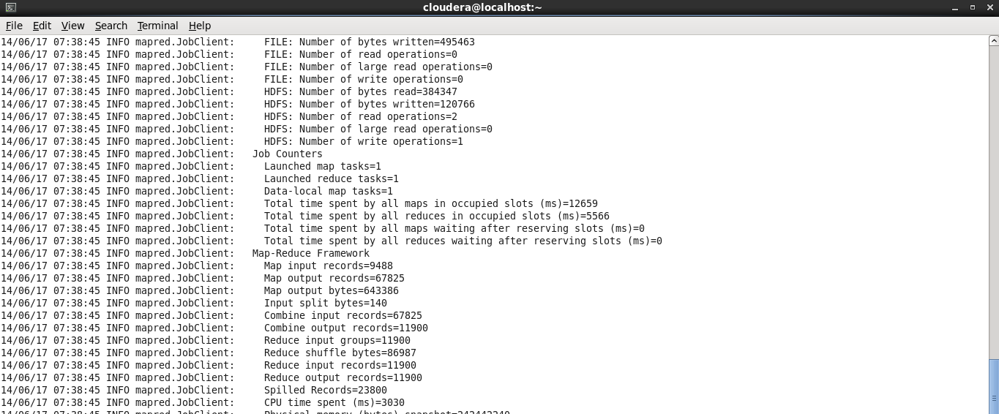 cloudera@localhost:~
File Edit View Search Terminal Help
14/06/17 07:38:45 INFO mapred.JobClient:     FILE: Number of bytes written=495463
14/06/17 07:38:45 INFO mapred.JobClient:     FILE: Number of read operations=0
14/06/17 07:38:45 INFO mapred.JobClient:     FILE: Number of large read operations=0
14/06/17 07:38:45 INFO mapred.JobClient:     FILE: Number of write operations=0
14/06/17 07:38:45 INFO mapred.JobClient:     HDFS: Number of bytes read=384347
14/06/17 07:38:45 INFO mapred.JobClient:     HDFS: Number of bytes written=120766
14/06/17 07:38:45 INFO mapred.JobClient:     HDFS: Number of read operations=2
14/06/17 07:38:45 INFO mapred.JobClient:     HDFS: Number of large read operations=0
14/06/17 07:38:45 INFO mapred.JobClient:     HDFS: Number of write operations=1
14/06/17 07:38:45 INFO mapred.JobClient:   Job Counters
14/06/17 07:38:45 INFO mapred.JobClient:     Launched map tasks=1
14/06/17 07:38:45 INFO mapred.JobClient:     Launched reduce tasks=1
14/06/17 07:38:45 INFO mapred.JobClient:     Data-local map tasks=1
14/06/17 07:38:45 INFO mapred.JobClient:     Total time spent by all maps in occupied slots (ms)=12659
14/06/17 07:38:45 INFO mapred.JobClient:     Total time spent by all reduces in occupied slots (ms)=5566
14/06/17 07:38:45 INFO mapred.JobClient:     Total time spent by all maps waiting after reserving slots (ms)=0
14/06/17 07:38:45 INFO mapred.JobClient:     Total time spent by all reduces waiting after reserving slots (ms)=0
14/06/17 07:38:45 INFO mapred.JobClient:   Map-Reduce Framework
14/06/17 07:38:45 INFO mapred.JobClient:     Map input records=9488
14/06/17 07:38:45 INFO mapred.JobClient:     Map output records=67825
14/06/17 07:38:45 INFO mapred.JobClient:     Map output bytes=643386
14/06/17 07:38:45 INFO mapred.JobClient:     Input split bytes=140
14/06/17 07:38:45 INFO mapred.JobClient:     Combine input records=67825
14/06/17 07:38:45 INFO mapred.JobClient:     Combine output records=11900
14/06/17 07:38:45 INFO mapred.JobClient:     Reduce input groups=11900
14/06/17 07:38:45 INFO mapred.JobClient:     Reduce shuffle bytes=86987
14/06/17 07:38:45 INFO mapred.JobClient:     Reduce input records=11900
14/06/17 07:38:45 INFO mapred.JobClient:     Reduce output records=11900
14/06/17 07:38:45 INFO mapred.JobClient:     Spilled Records=23800
14/06/17 07:38:45 INFO mapred.JobClient:     CPU time spent (ms)=3030
14/06/17 07:38:45 INFO mapred.JobClient:     Physical memory (bytes)